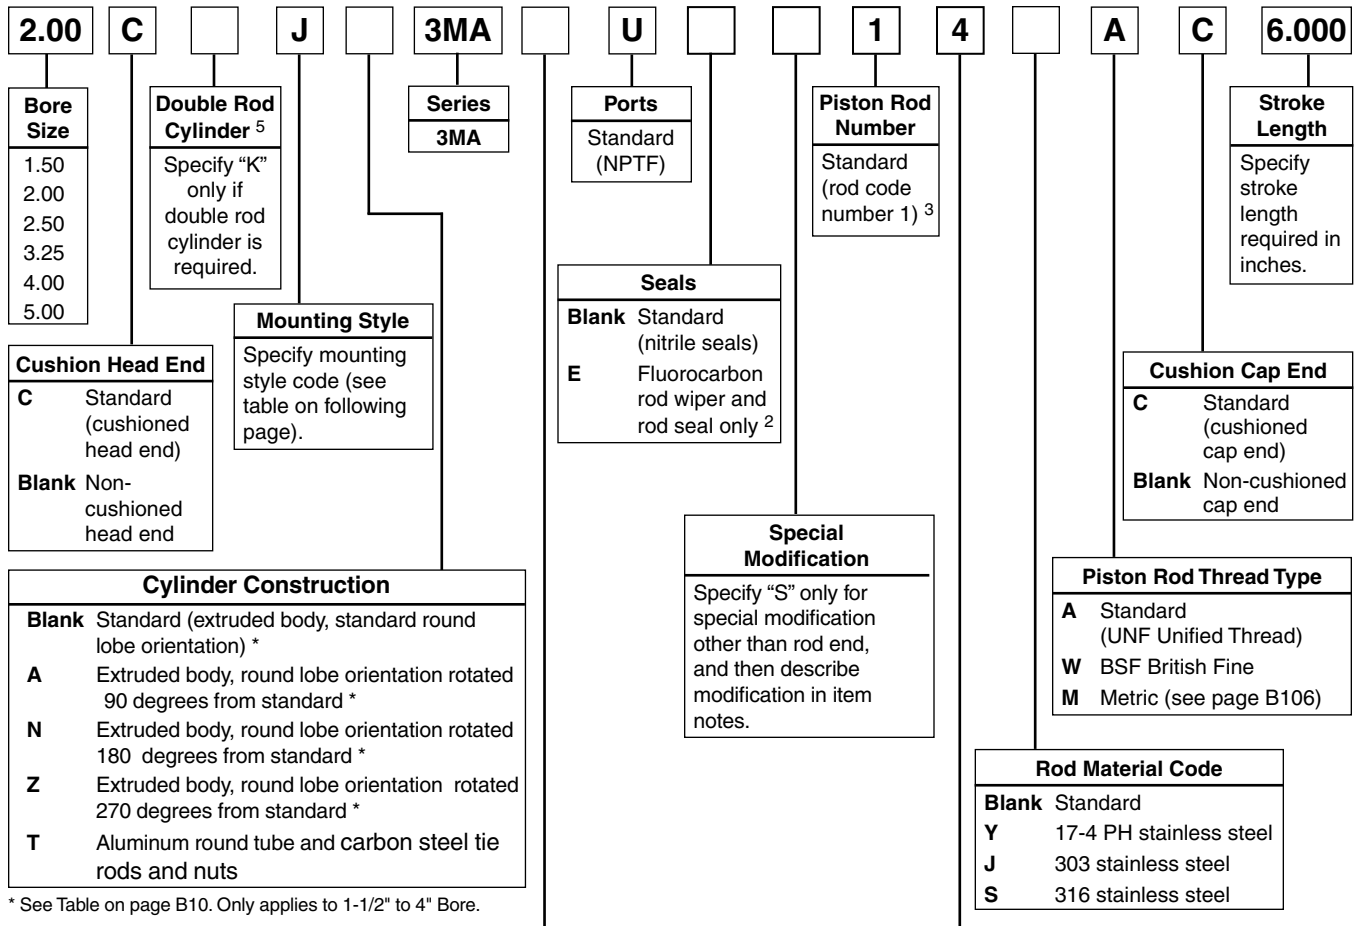 2.00 C J 3MA U 1 4 A C 6.000
Bore
Size
1.50
2.00
2.50
3.25
4.00
5.00
Double Rod
Cylinder 5
Specify “K”
only if
double rod
cylinder is
required.
Series
3MA
Ports
Standard
(NPTF)
Piston Rod
Number
Standard
(rod code
number 1) 3
Stroke
Length
Specify
stroke
length
required in
inches.
Mounting Style
Specify mounting
style code (see
table on following
page).
Seals
Blank Standard
(nitrile seals)
E Fluorocarbon
rod wiper and
rod seal only 2
Cushion Head End
C Standard
(cushioned
head end)
Blank Non-
cushioned
head end
Cushion Cap End
C Standard
(cushioned
cap end)
Blank Non-cushioned
cap end
Special
Modification
Specify “S” only for
special modification
other than rod end,
and then describe
modification in item
notes.
Cylinder Construction
Blank Standard (extruded body, standard round
lobe orientation) *
A Extruded body, round lobe orientation rotated
90 degrees from standard *
N Extruded body, round lobe orientation rotated
180 degrees from standard *
Z Extruded body, round lobe orientation rotated
270 degrees from standard *
T Aluminum round tube and carbon steel tie
rods and nuts
Piston Rod Thread Type
A Standard
(UNF Unified Thread)
W BSF British Fine
M Metric (see page B106)
Rod Material Code
Blank Standard
Y 17-4 PH stainless steel
J 303 stainless steel
S 316 stainless steel
* See Table on page B10. Only applies to 1-1/2" to 4" Bore.